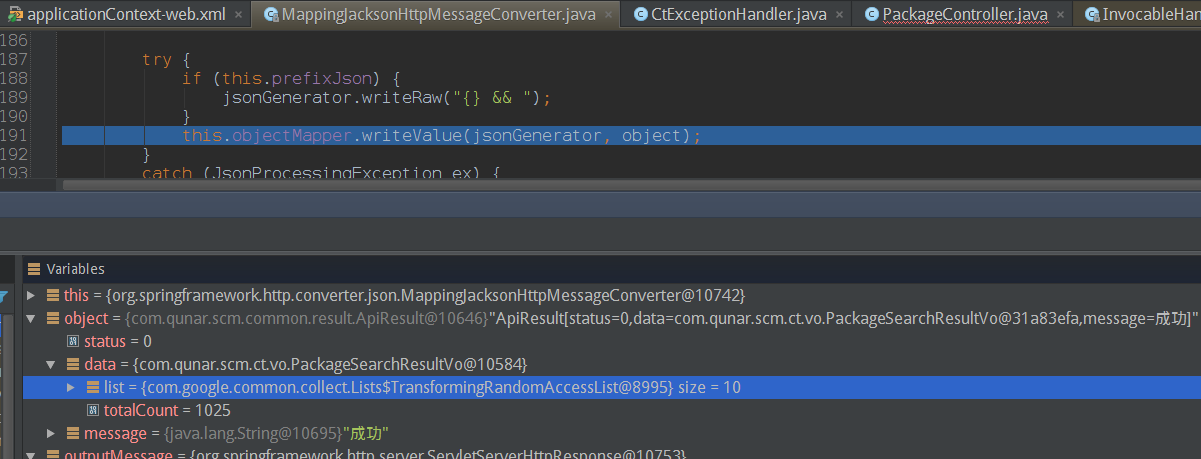 applicationContext-web.xml × MappingJacksonHttpMessageConverter.java × CtExceptionHandler.java × PackageController.java × InvocableHan
186
187 try {
188 if (this.prefixJson) {
189 jsonGenerator.writeRaw("{} && ");
190 }
191 this.objectMapper.writeValue(jsonGenerator, object);
192 }
193 catch (JsonProcessingException ex) {
Variables
this = {org.springframework.http.converter.json.MappingJacksonHttpMessageConverter@10742}
object = {com.qunar.scm.common.result.ApiResult@10646}"ApiResult[status=0,data=com.qunar.scm.ct.vo.PackageSearchResultVo@31a83efa,message=成功]"
status = 0
data = {com.qunar.scm.ct.vo.PackageSearchResultVo@10584}
list = {com.google.common.collect.Lists$TransformingRandomAccessList@8995} size = 10
totalCount = 1025
message = {java.lang.String@10695}"成功"
outputMessage = {org.springframework.http.server.ServletServerHttpResponse@10753}